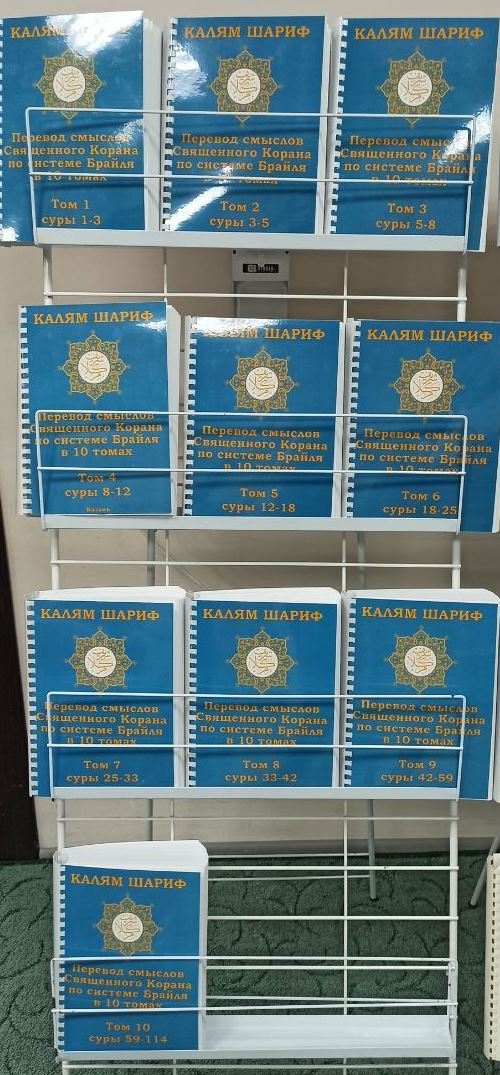 КАЛЯМ ШАРИФ
Перевод смыслов
Священного Корана
по системе Брайля
в 10 томах
Том 1
суры 1-3
КАЛЯМ ШАРИФ
Перевод смыслов
Священного Корана
по системе Брайля
в 10 томах
Том 2
суры 3-5
КАЛЯМ ШАРИФ
Перевод смыслов
Священного Корана
по системе Брайля
в 10 томах
Том 3
суры 5-8
КАЛЯМ ШАРИФ
Перевод смыслов
Священного Корана
по системе Брайля
в 10 томах
Том 4
суры 8-12
Казань
КАЛЯМ ШАРИФ
Перевод смыслов
Священного Корана
по системе Брайля
в 10 томах
Том 5
суры 12-18
КАЛЯМ ШАРИФ
Перевод смыслов
Священного Корана
по системе Брайля
в 10 томах
Том 6
суры 18-25
КАЛЯМ ШАРИФ
Перевод смыслов
Священного Корана
по системе Брайля
в 10 томах
Том 7
суры 25-33
КАЛЯМ ШАРИФ
Перевод смыслов
Священного Корана
по системе Брайля
в 10 томах
Том 8
суры 33-42
КАЛЯМ ШАРИФ
Перевод смыслов
Священного Корана
по системе Брайля
в 10 томах
Том 9
суры 42-59
КАЛЯМ ШАРИФ
Перевод смыслов
Священного Корана
по системе Брайля
в 10 томах
Том 10
суры 59-114